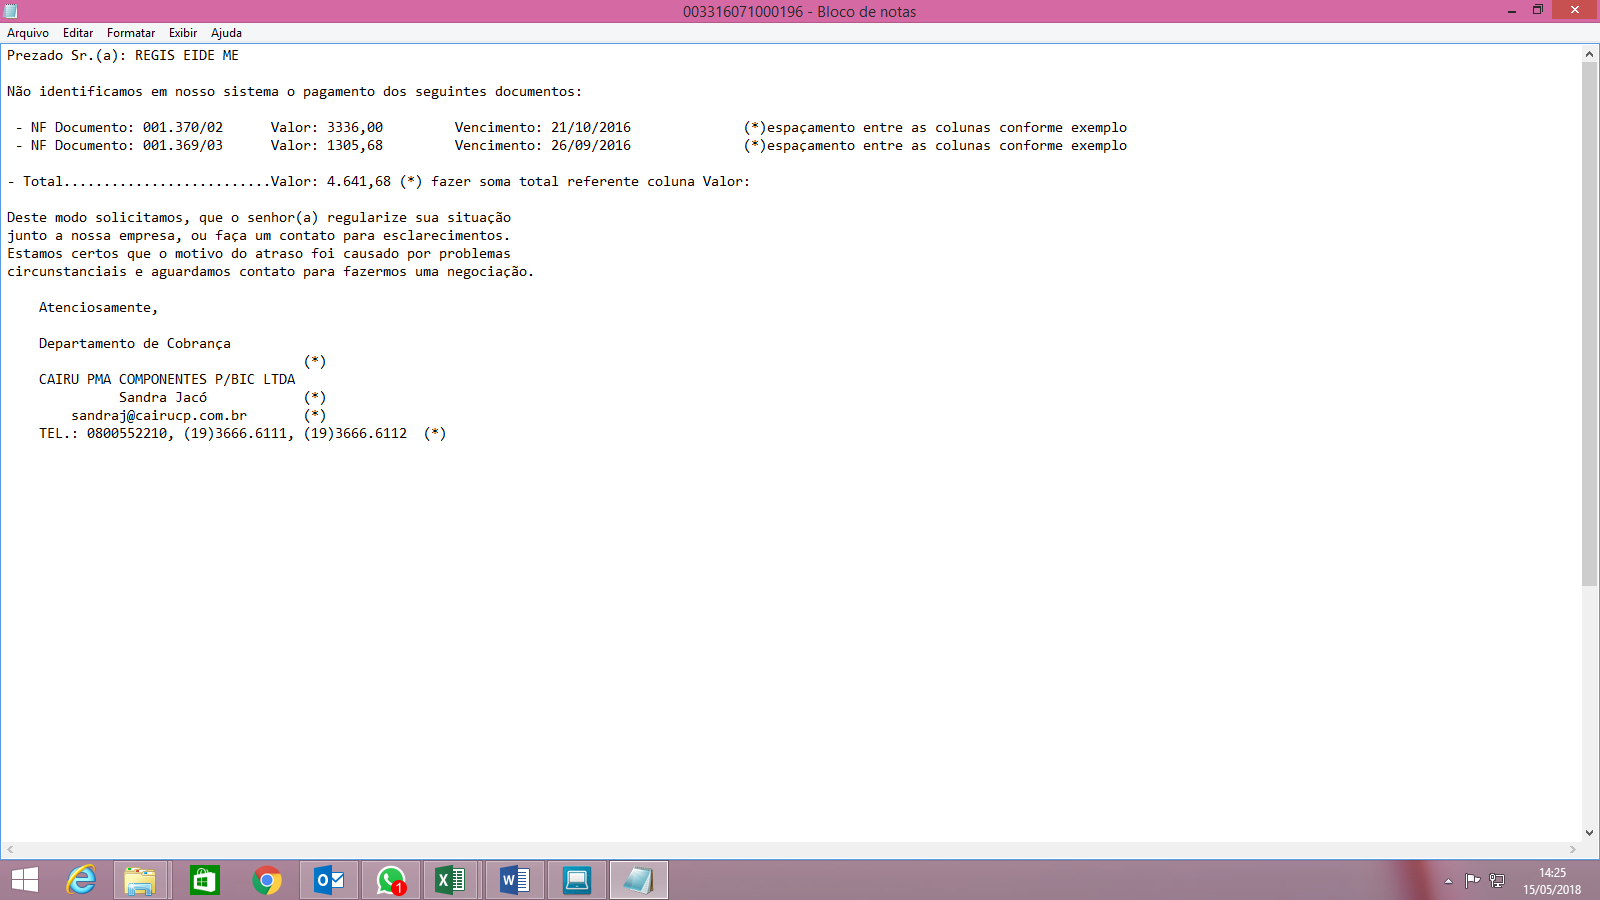 003316071000196 - Bloco de notas
Arquivo Editar Formatar Exibir Ajuda
Prezado Sr.(a): REGIS EIDE ME
Não identificamos em nosso sistema o pagamento dos seguintes documentos:
- NF Documento: 001.370/02 Valor: 3336,00 Vencimento: 21/10/2016 (*)espaçamento entre as colunas conforme exemplo
- NF Documento: 001.369/03 Valor: 1305,68 Vencimento: 26/09/2016 (*)espaçamento entre as colunas conforme exemplo
- Total..........................Valor: 4.641,68 (*) fazer soma total referente coluna Valor:
Deste modo solicitamos, que o senhor(a) regularize sua situação
junto a nossa empresa, ou faça um contato para esclarecimentos.
Estamos certos que o motivo do atraso foi causado por problemas
circunstanciais e aguardamos contato para fazermos uma negociação.
Atenciosamente,
Departamento de Cobrança
(*)
CAIRU PMA COMPONENTES P/BIC LTDA
Sandra Jacó (*)
sandraj@cairucp.com.br (*)
TEL.: 0800552210, (19)3666.6111, (19)3666.6112 (*)
1
14:25
15/05/2018